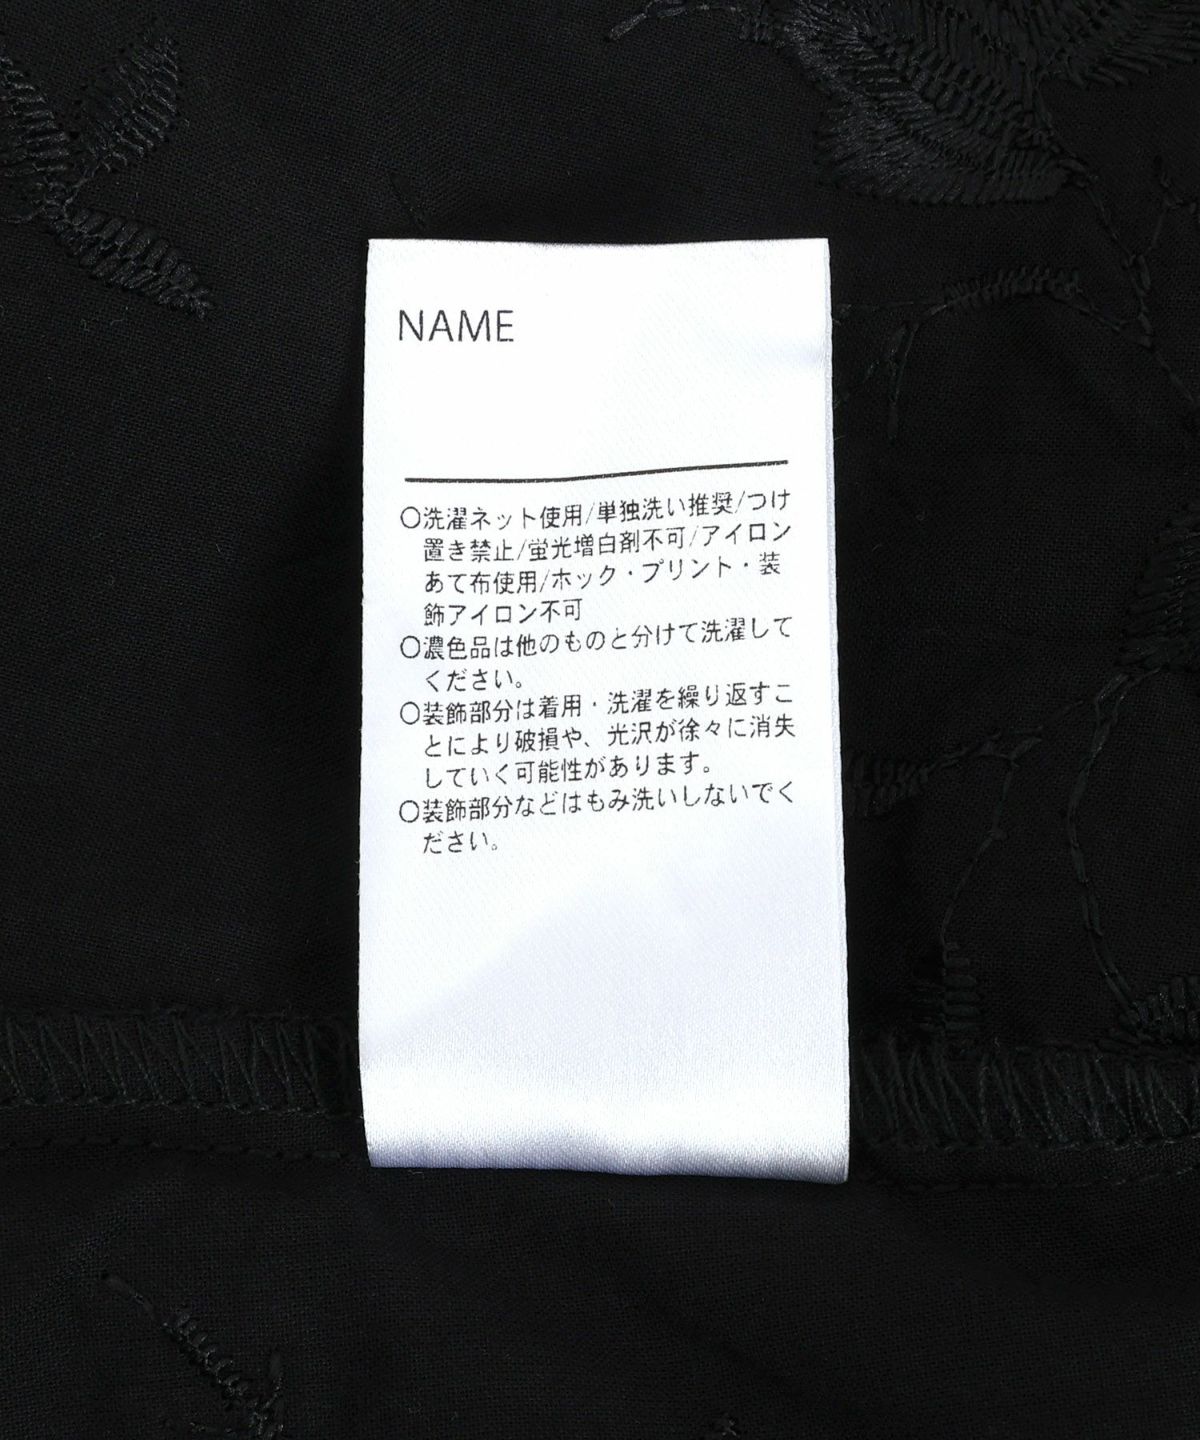 NAME
○洗濯ネット使用/単独洗い推奨/つけ
置き禁止/蛍光増白剤不可/アイロン
あて布使用/ホック・プリント・装
飾アイロン不可
○濃色品は他のものと分けて洗濯して
ください。
○装飾部分は着用・洗濯を繰り返すこ
とにより破損や、光沢が徐々に消失
していく可能性があります。
○装飾部分などはもみ洗いしないでく
ださい。